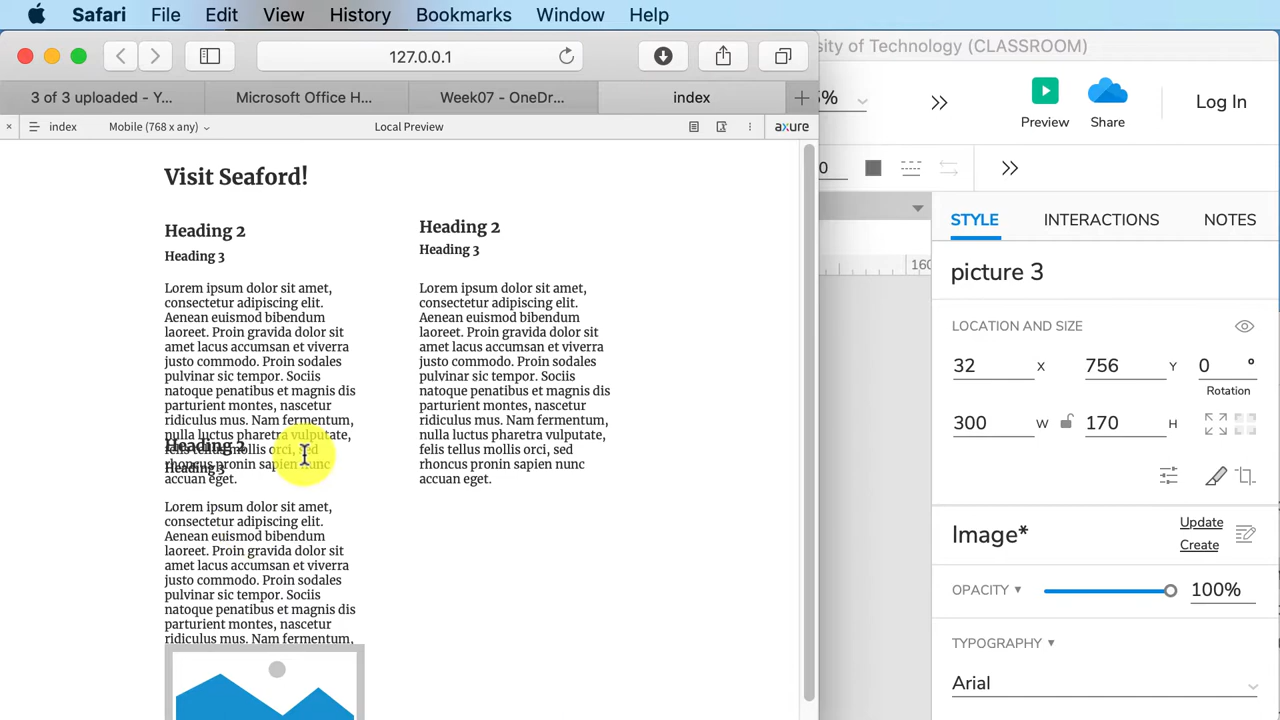 Safari File Edit View History Bookmarks Window Help
127.0.0.1
sity of Technology (CLASSROOM)
3 of 3 uploaded - Y...
Microsoft Office H...
Week07 - OneDr...
index
5%
Preview
Share
Log In
index
Mobile (768 x any)
Local Preview
axure
0
Visit Seaford!
Heading 2
Heading 3
Lorem ipsum dolor sit amet,
consectetur adipiscing elit.
Aenean euismod bibendum
laoreet. Proin gravida dolor sit
amet lacus accumsan et viverra
justo commodo. Proin sodales
pulvinar sic tempor. Sociis
natoque penatibus et magnis dis
parturient montes, nascetur
ridiculus mus. Nam fermentum,
nulla luctus pharetra vulputate,
felis tellus mollis orci, sed
rhoncus pronin sapien nunc
accuan eget.
Heading 2
Heading 3
Lorem ipsum dolor sit amet,
consectetur adipiscing elit.
Aenean euismod bibendum
laoreet. Proin gravida dolor sit
amet lacus accumsan et viverra
justo commodo. Proin sodales
pulvinar sic tempor. Sociis
natoque penatibus et magnis dis
ridiculus mus. Nam fermentum,
Heading 2
Heading 3
Lorem ipsum dolor sit amet,
consectetur adipiscing elit.
Aenean euismod bibendum
laoreet. Proin gravida dolor sit
amet lacus accumsan et viverra
justo commodo. Proin sodales
pulvinar sic tempor. Sociis
natoque penatibus et magnis dis
parturient montes, nascetur
ridiculus mus. Nam fermentum,
nulla luctus pharetra vulputate,
felis tellus mollis orci, sed
rhoncus pronin sapien nunc
accuan eget.
160
STYLE INTERACTIONS NOTES
picture 3
LOCATION AND SIZE
32 X 756 Y 0 °
Rotation
300 W 170 H
Image*
Update
Create
OPACITY 100%
TYPOGRAPHY
Arial